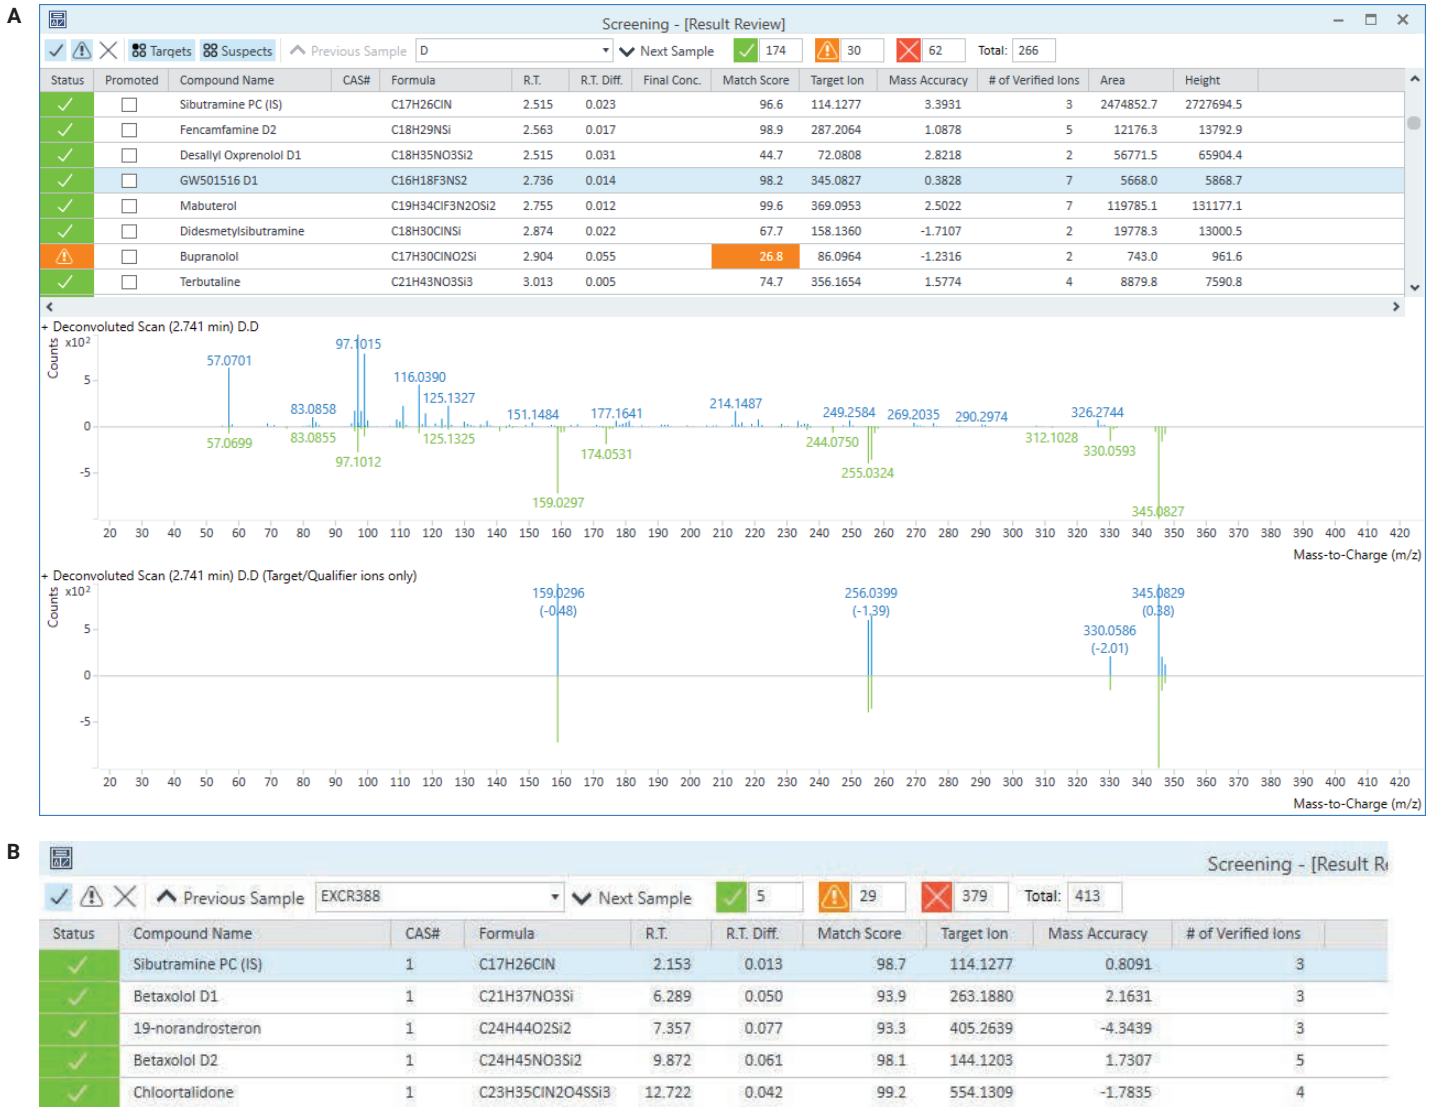 A
Screening - [Result Review]
Targets Suspects Previous Sample D Next Sample 174 30 62 Total: 266
Status Promoted Compound Name CAS# Formula R.T. R.T. Diff. Final Conc. Match Score Target Ion Mass Accuracy # of Verified Ions Area Height
Sibutramine PC (IS) C17H26ClN 2.515 0.023 96.6 114.1277 3.3931 3 2474852.7 2727694.5
Fencamfamine D2 C18H29NSi 2.563 0.017 98.9 287.2064 1.0878 5 12176.3 13792.9
Desallyl Oxprenolol D1 C18H35NO3Si2 2.515 0.031 44.7 72.0808 2.8218 2 56771.5 65904.4
GW501516 D1 C16H18F3NS2 2.736 0.014 98.2 345.0827 0.3828 7 5668.0 5868.7
Mabuterol C19H34ClF3N2OSi2 2.755 0.012 99.6 369.0953 2.5022 7 119785.1 131177.1
Didesmetylsibutramine C18H30ClNSi 2.874 0.022 67.7 158.1360 -1.7107 2 19778.3 13000.5
Bupranolol C17H30ClNO2Si 2.904 0.055 26.8 86.0964 -1.2316 2 743.0 961.6
Terbutaline C21H43NO3Si3 3.013 0.005 74.7 356.1654 1.5774 4 8879.8 7590.8
+ Deconvoluted Scan (2.741 min) D.D
Counts
x10²
97.1015
57.0701
116.0390
5
125.1327
214.1487
83.0858
151.1484 177.1641 249.2584 269.2035 290.2974 326.2744
0
57.0699 83.0855 125.1325 244.0750 312.1028
174.0531 330.0593
97.1012
-5
255.0324
159.0297
345.0827
20 30 40 50 60 70 80 90 100 110 120 130 140 150 160 170 180 190 200 210 220 230 240 250 260 270 280 290 300 310 320 330 340 350 360 370 380 390 400 410 420
Mass-to-Charge (m/z)
+ Deconvoluted Scan (2.741 min) D.D (Target/Qualifier ions only)
Counts
x10²
159.0296 256.0399 345.0829
(-0.48) (-1.39) (0.38)
5
330.0586
(-2.01)
0
-5
20 30 40 50 60 70 80 90 100 110 120 130 140 150 160 170 180 190 200 210 220 230 240 250 260 270 280 290 300 310 320 330 340 350 360 370 380 390 400 410 420
Mass-to-Charge (m/z)
B
Screening - [Result Re
Previous Sample EXCR388 Next Sample 5 29 379 Total: 413
Status Compound Name CAS# Formula R.T. R.T. Diff. Match Score Target Ion Mass Accuracy # of Verified Ions
Sibutramine PC (IS) 1 C17H26ClN 2.153 0.013 98.7 114.1277 0.8091 3
Betaxolol D1 1 C21H37NO3Si 6.289 0.050 93.9 263.1880 2.1631 3
19-norandrosteron 1 C24H44O2Si2 7.357 0.077 93.3 405.2639 -4.3439 3
Betaxolol D2 1 C24H45NO3Si2 9.872 0.061 98.1 144.1203 1.7307 5
Chloortalidone 1 C23H35ClN2O4SSi3 12.722 0.042 99.2 554.1309 -1.7835 4